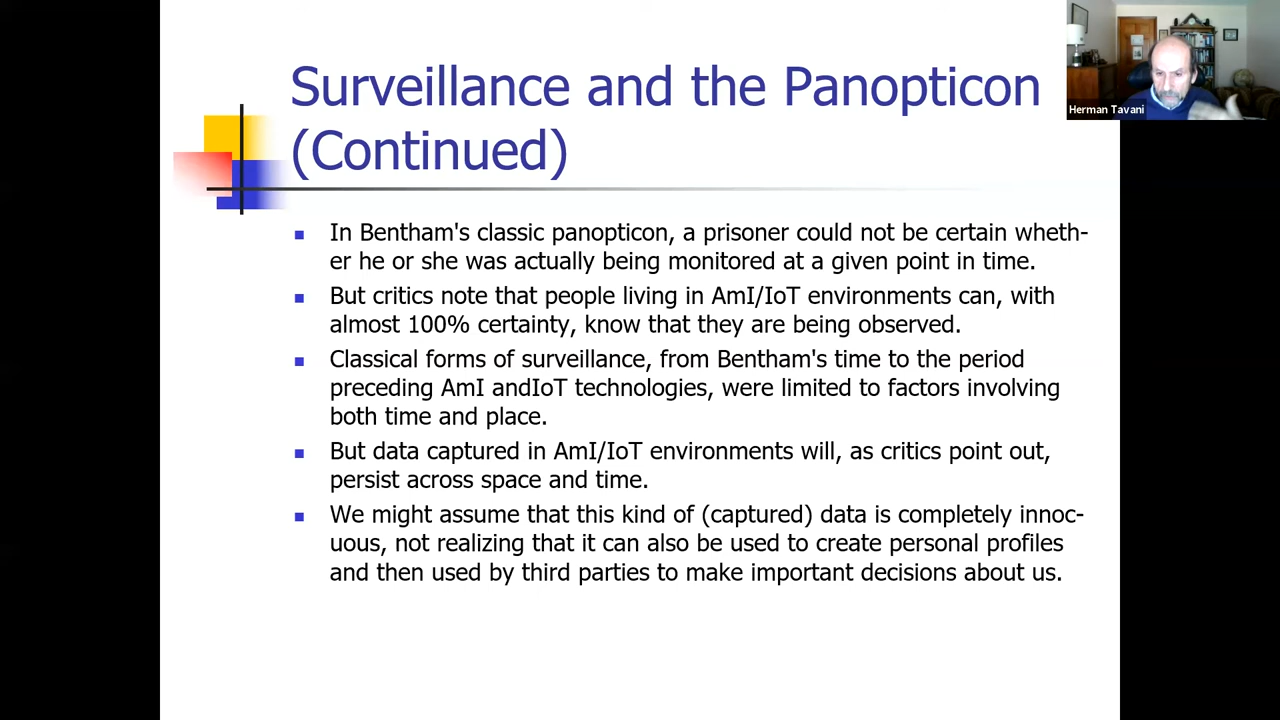 Surveillance and the Panopticon
(Continued)
Herman Tavani
In Bentham's classic panopticon, a prisoner could not be certain wheth-
er he or she was actually being monitored at a given point in time.
But critics note that people living in AmI/IoT environments can, with
almost 100% certainty, know that they are being observed.
Classical forms of surveillance, from Bentham's time to the period
preceding AmI andIoT technologies, were limited to factors involving
both time and place.
But data captured in AmI/IoT environments will, as critics point out,
persist across space and time.
We might assume that this kind of (captured) data is completely innoc-
uous, not realizing that it can also be used to create personal profiles
and then used by third parties to make important decisions about us.